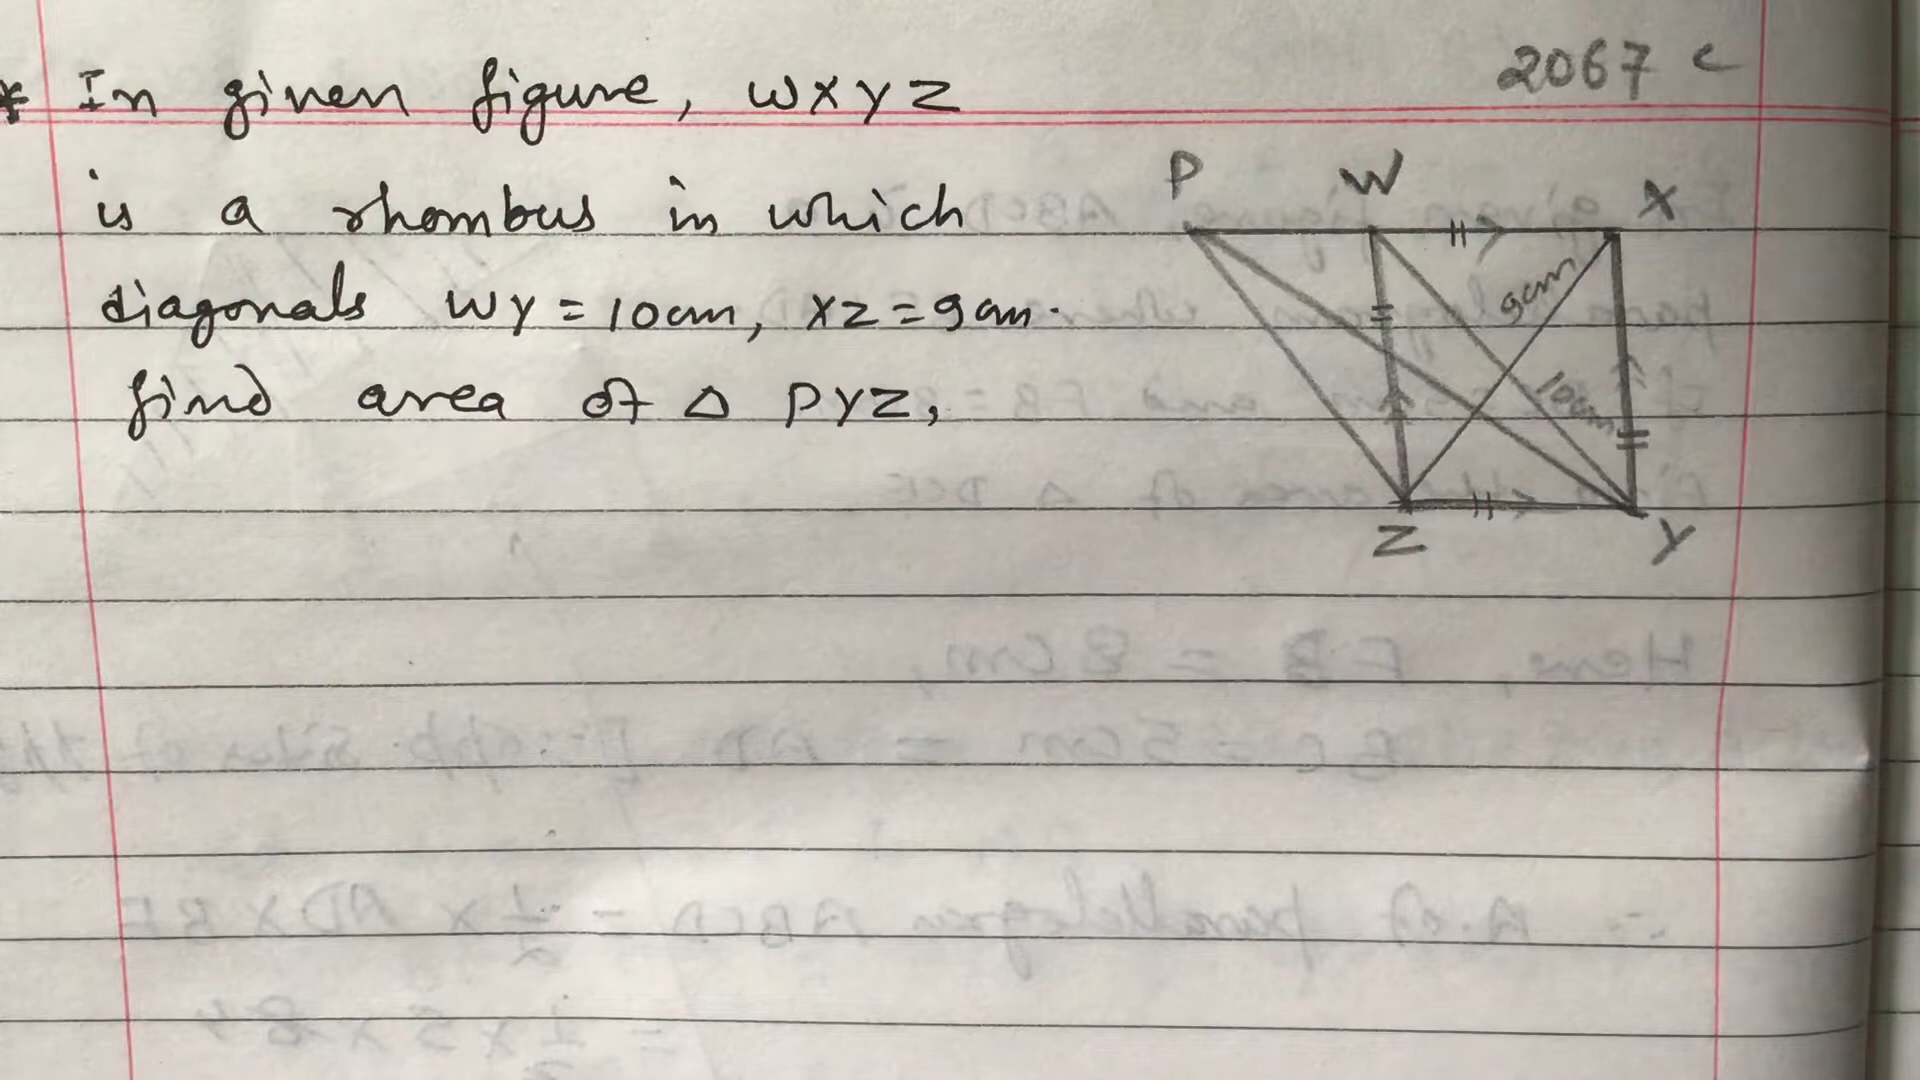 2067 C
* In given figure, WXYZ
is a rhombus in which
diagonals WY = 10cm, XZ = 9cm.
find area of △ PYZ,
P W X
9cm
10cm
Z Y